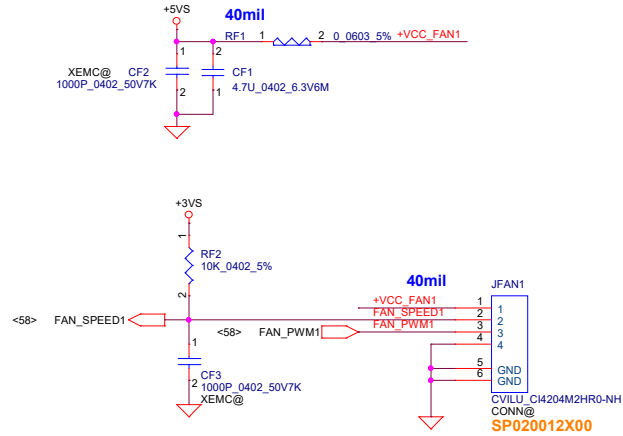 +5VS
40mil
RF1 1 2 0_0603_5% +VCC_FAN1
1 2
XEMC@ CF2 CF1
1000P_0402_50V7K 4.7U_0402_6.3V6M
2 1
+3VS
1
RF2
10K_0402_5%
2
40mil
JFAN1
+VCC_FAN1 1 1
<58> FAN_SPEED1 FAN_SPEED1 2 2
<58> FAN_PWM1 FAN_PWM1 3 3
4 4
1
5 GND
6 GND
CF3
2 1000P_0402_50V7K
XEMC@
CVILU_CI4204M2HR0-NH
CONN@
SP020012X00